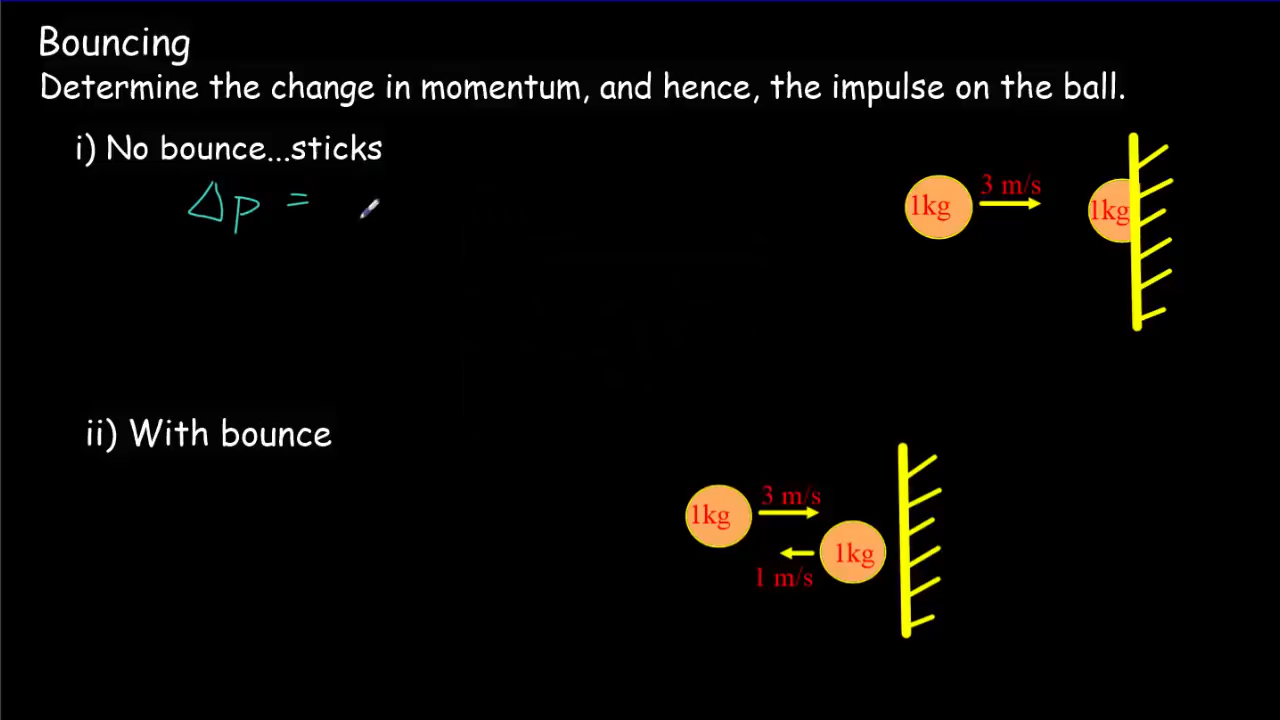 Bouncing
Determine the change in momentum, and hence, the impulse on the ball.
i) No bounce...sticks
Δp =
3 m/s
1kg
1kg
ii) With bounce
3 m/s
1kg
1kg
1 m/s